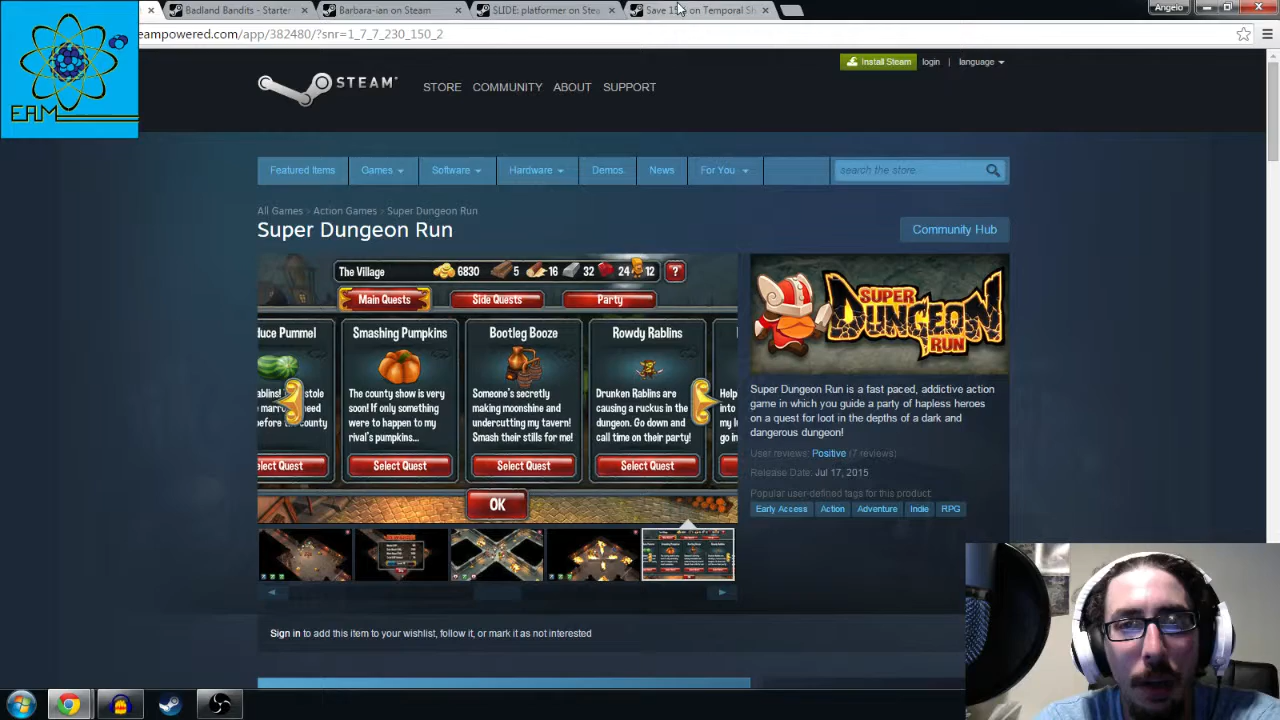 Badland Bandits - Starter
Barbara-ian on Steam
SLIDE: platformer on Stea
on Temporal Sh
Angelo
eampowered.com/app/382480/?snr=1_7_7_230_150_2
EAM
STEAM
STORE COMMUNITY ABOUT SUPPORT
Install Steam login | language
Featured Items Games Software Hardware Demos News For You search the store
All Games > Action Games > Super Dungeon Run
Super Dungeon Run
Community Hub
The Village 6830 5 16 32 24 12 ?
Main Quests Side Quests Party
duce Pummel
Smashing Pumpkins
The county show is very
soon! If only something
were to happen to my
rival's pumpkins...
Select Quest
Bootleg Booze
Someone's secretly
making moonshine and
undercutting my tavern!
Smash their stills for me!
Select Quest
Rowdy Rablins
Drunken Rablins are
causing a ruckus in the
dungeon. Go down and
call time on their party!
Select Quest
elect Quest
OK
SUPER
DUNGEON
RUN
Super Dungeon Run is a fast paced, addictive action
game in which you guide a party of hapless heroes
on a quest for loot in the depths of a dark and
dangerous dungeon!
User reviews: Positive (7 reviews)
Release Date: Jul 17, 2015
Popular user-defined tags for this product:
Early Access Action Adventure Indie RPG
Sign in to add this item to your wishlist, follow it, or mark it as not interested